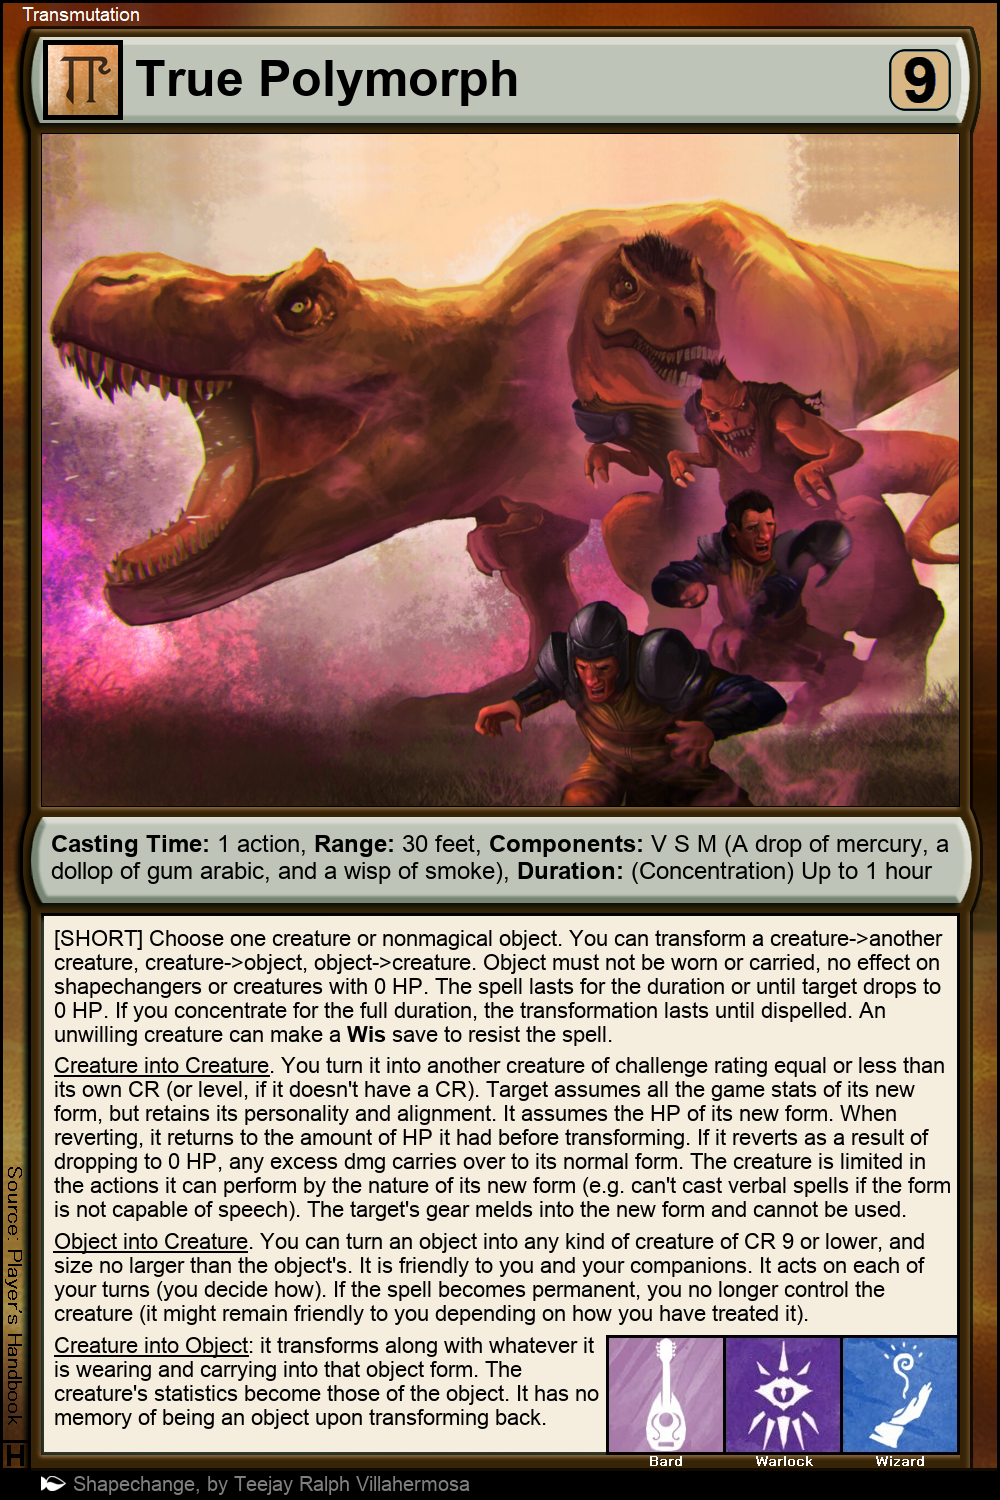 Transmutation
True Polymorph
9
Casting Time: 1 action, Range: 30 feet, Components: V S M (A drop of mercury, a
dollop of gum arabic, and a wisp of smoke), Duration: (Concentration) Up to 1 hour
[SHORT] Choose one creature or nonmagical object. You can transform a creature->another
creature, creature->object, object->creature. Object must not be worn or carried, no effect on
shapechangers or creatures with 0 HP. The spell lasts for the duration or until target drops to
0 HP. If you concentrate for the full duration, the transformation lasts until dispelled. An
unwilling creature can make a Wis save to resist the spell.
Creature into Creature. You turn it into another creature of challenge rating equal or less than
its own CR (or level, if it doesn't have a CR). Target assumes all the game stats of its new
form, but retains its personality and alignment. It assumes the HP of its new form. When
reverting, it returns to the amount of HP it had before transforming. If it reverts as a result of
dropping to 0 HP, any excess dmg carries over to its normal form. The creature is limited in
the actions it can perform by the nature of its new form (e.g. can't cast verbal spells if the form
is not capable of speech). The target's gear melds into the new form and cannot be used.
Object into Creature. You can turn an object into any kind of creature of CR 9 or lower, and
size no larger than the object's. It is friendly to you and your companions. It acts on each of
your turns (you decide how). If the spell becomes permanent, you no longer control the
creature (it might remain friendly to you depending on how you have treated it).
Creature into Object: it transforms along with whatever it
is wearing and carrying into that object form. The
creature's statistics become those of the object. It has no
memory of being an object upon transforming back.
Bard
Warlock
Wizard
Source: Player's Handbook
H
Shapechange, by Teejay Ralph Villahermosa